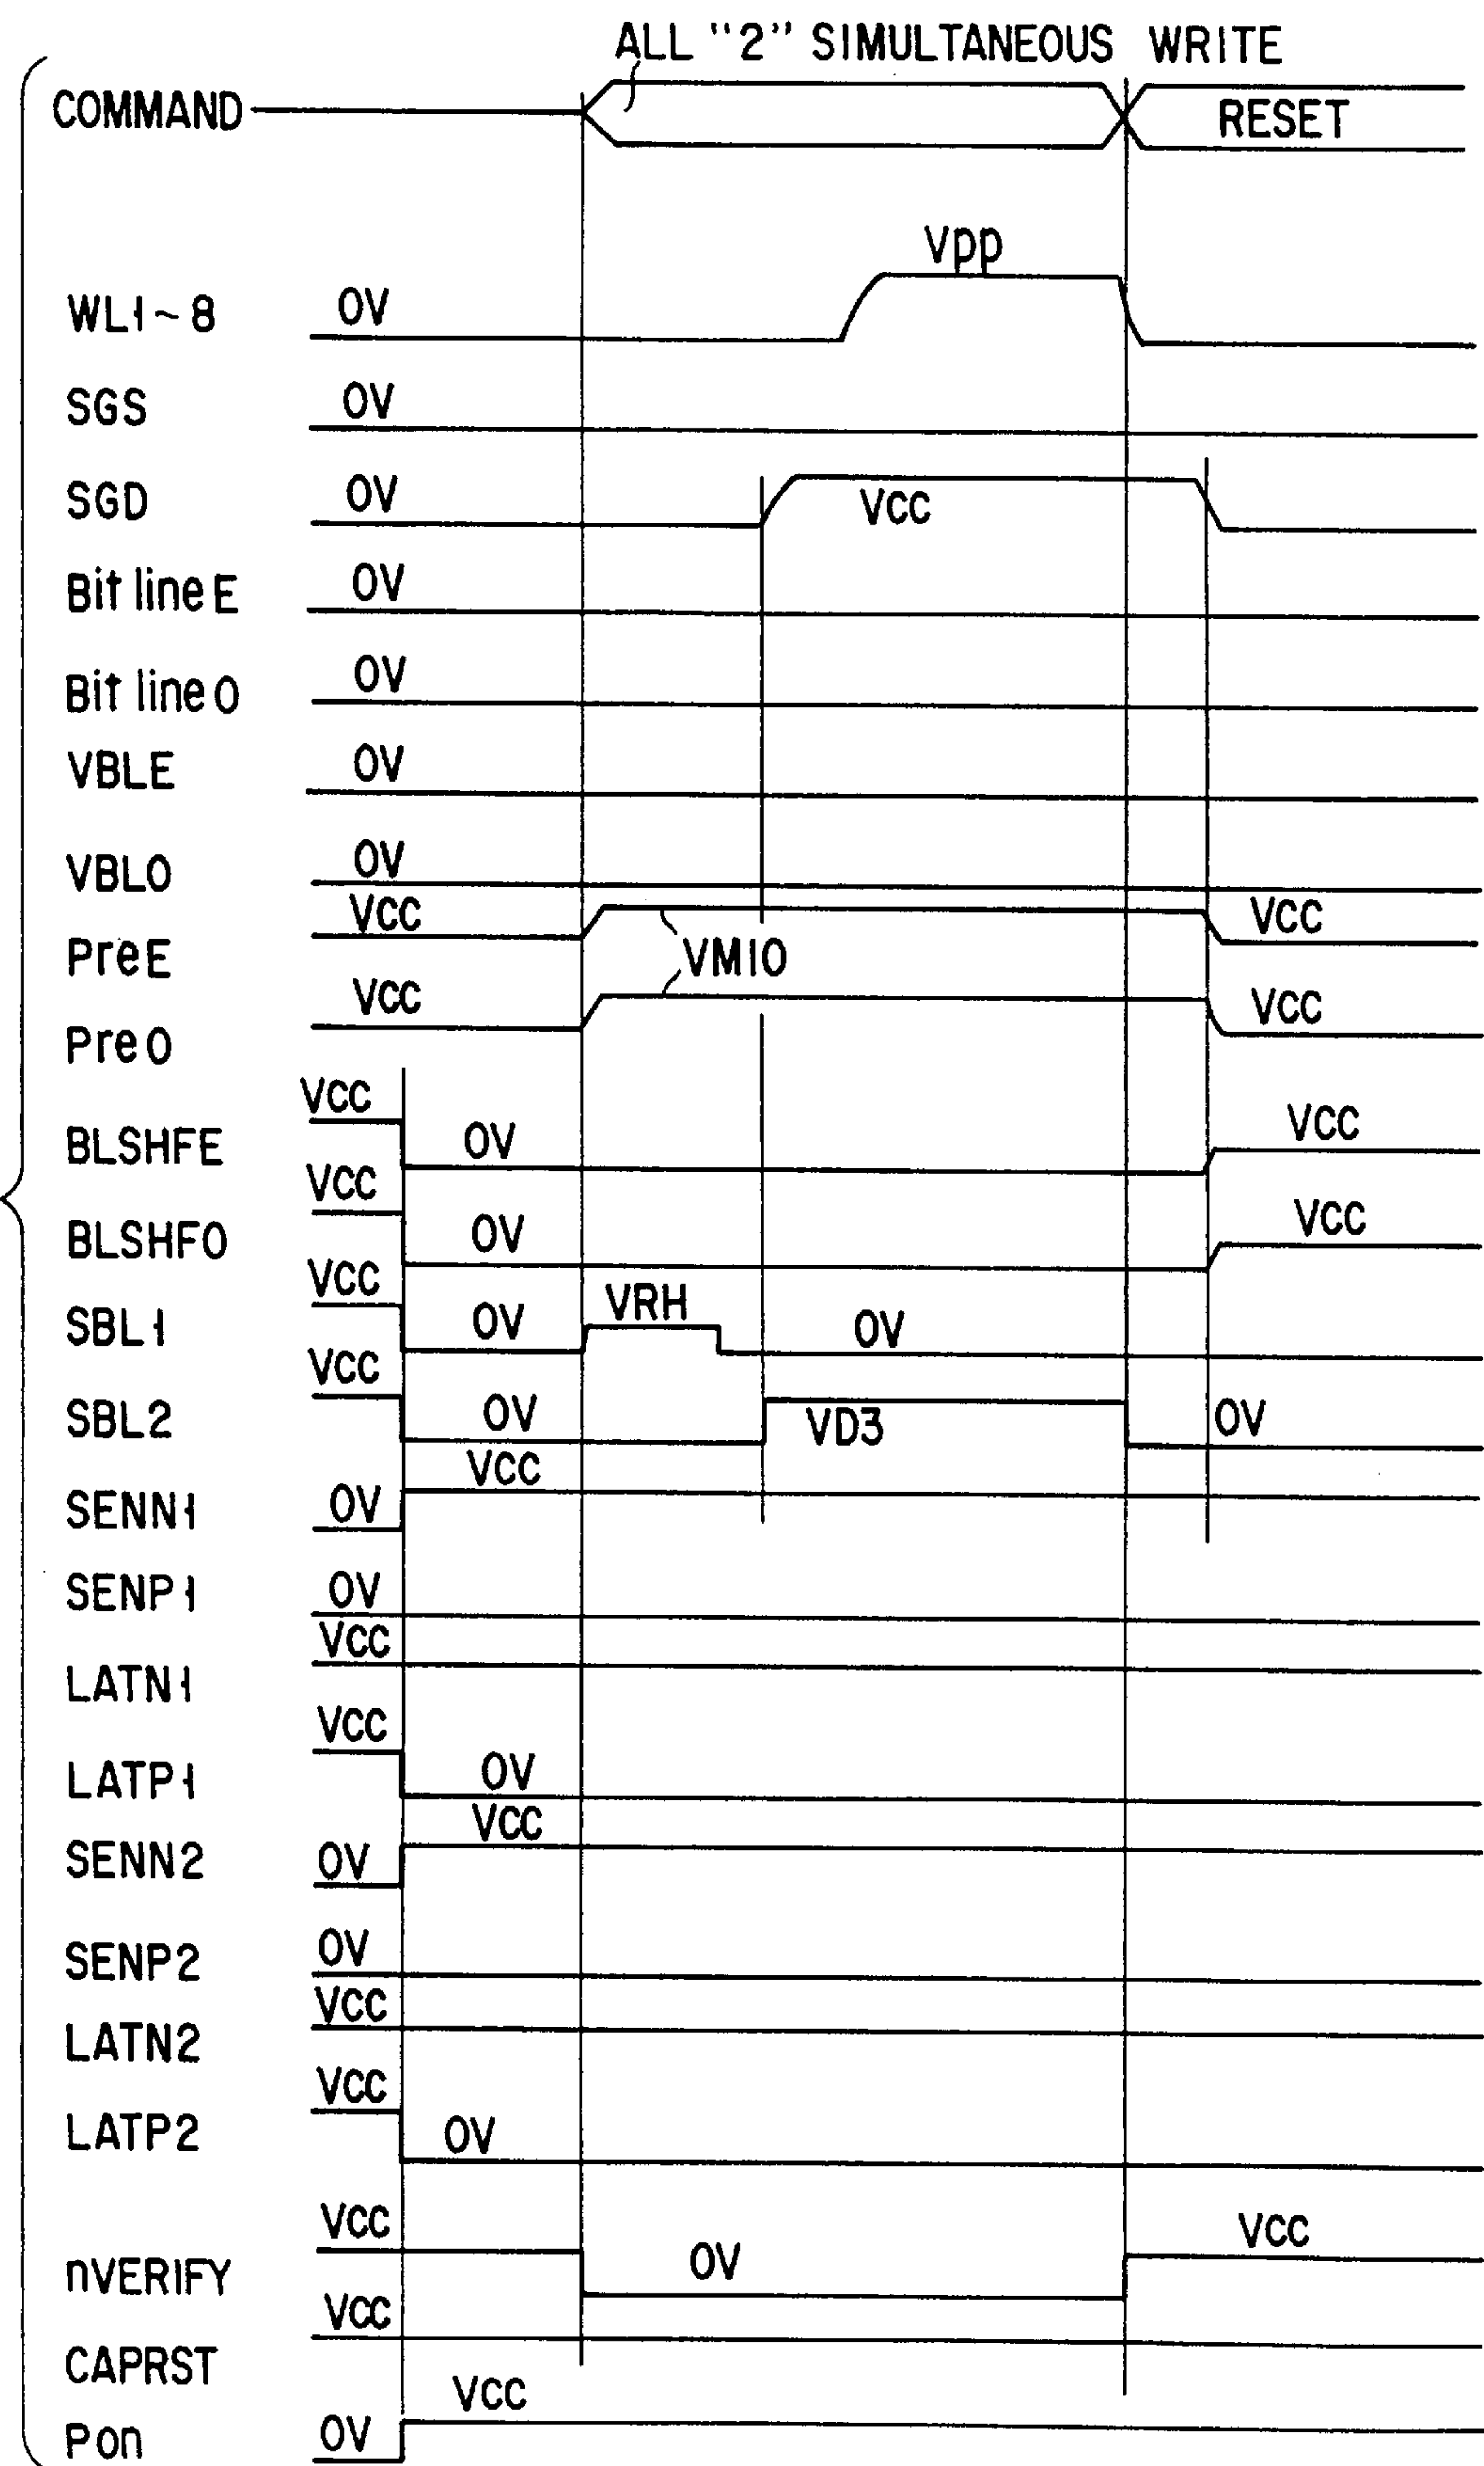 ALL "2" SIMULTANEOUS WRITE
COMMAND
RESET
Vpp
WL1~8 0V
SGS 0V
SGD 0V VCC
Bit line E 0V
Bit line O 0V
VBLE 0V
VBLO 0V
PreE VCC VCC
VM10
PreO VCC VCC
BLSHFE VCC 0V VCC
BLSHFO VCC 0V VCC
SBL1 VCC 0V VRH 0V
SBL2 VCC 0V VD3 0V
SENN1 0V VCC
SENP1 0V
LATN1 VCC
LATP1 VCC 0V
SENN2 0V VCC
SENP2 0V
LATN2 VCC
LATP2 VCC 0V
nVERIFY VCC 0V VCC
CAPRST VCC
Pon 0V VCC